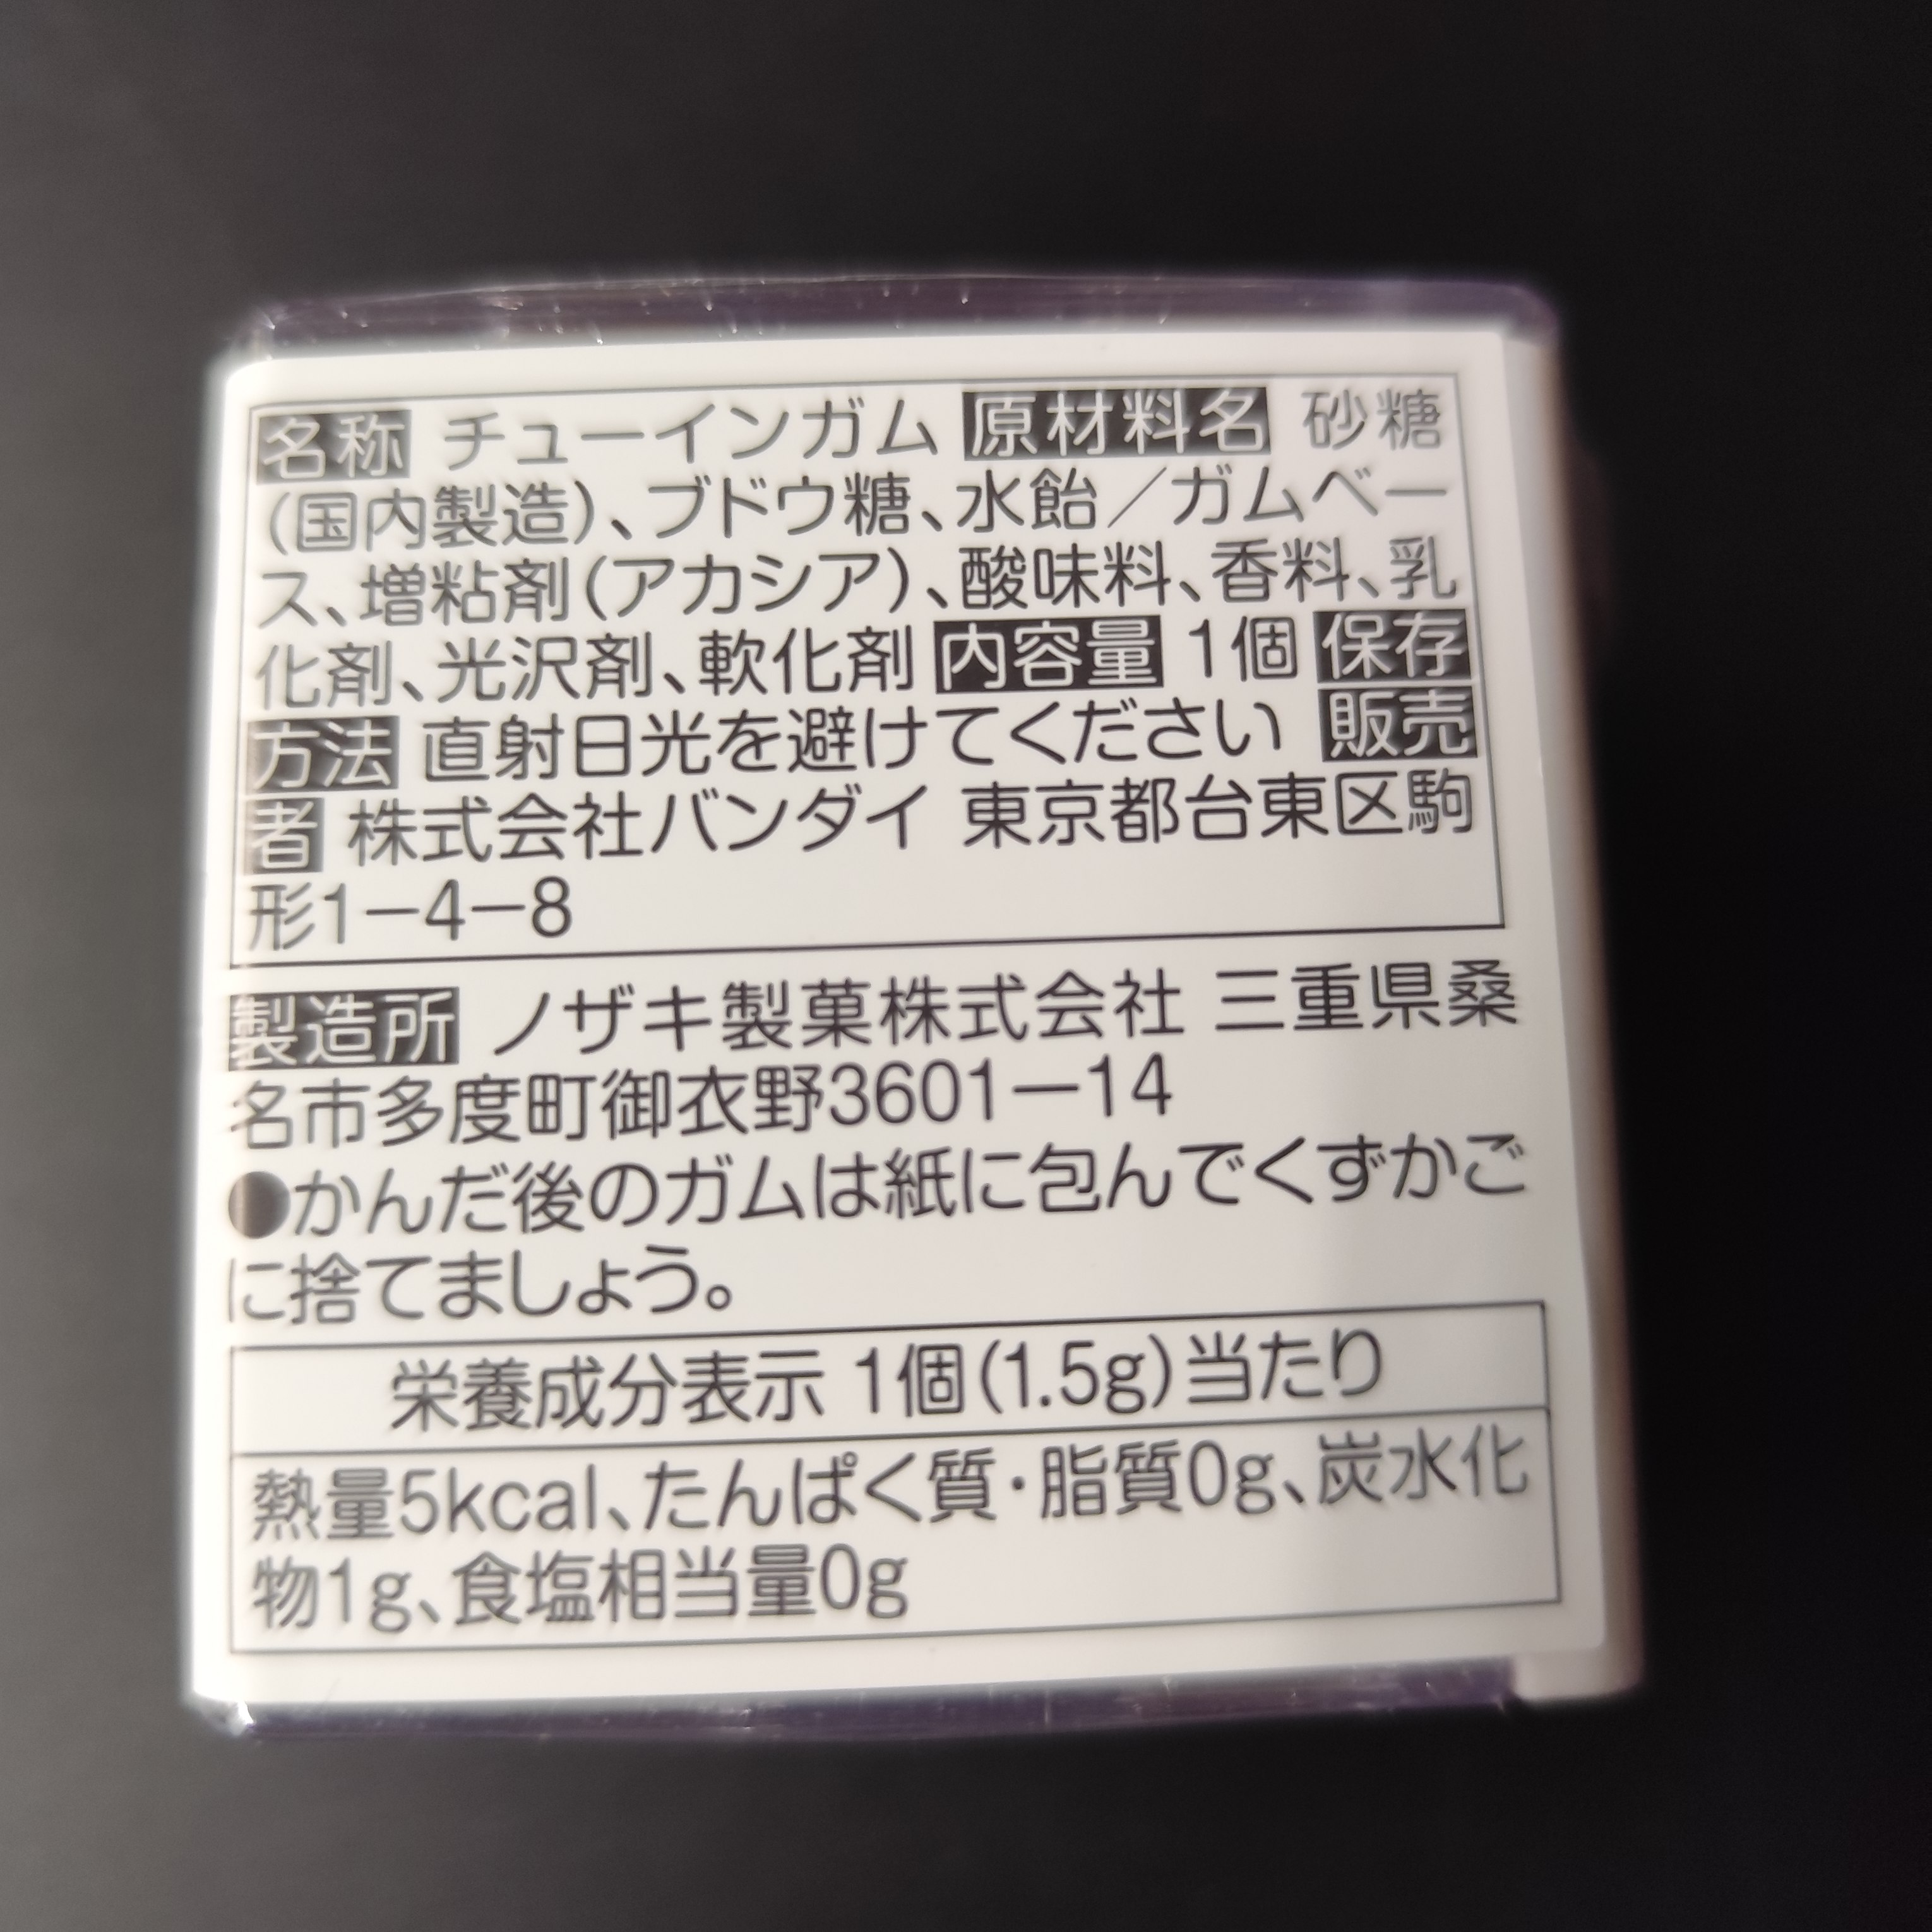 名称 チューインガム 原材料名 砂糖
(国内製造)、ブドウ糖、水飴／ガムベー
ス、増粘剤(アカシア)、酸味料、香料、乳
化剤、光沢剤、軟化剤 内容量 1個 保存
方法 直射日光を避けてください 販売
者 株式会社バンダイ 東京都台東区駒
形1－4－8
製造所 ノザキ製菓株式会社 三重県桑
名市多度町御衣野3601－14
●かんだ後のガムは紙に包んでくずかご
に捨てましょう。
栄養成分表示 1個(1.5g)当たり
熱量5kcal、たんぱく質・脂質0g、炭水化
物1g、食塩相当量0g